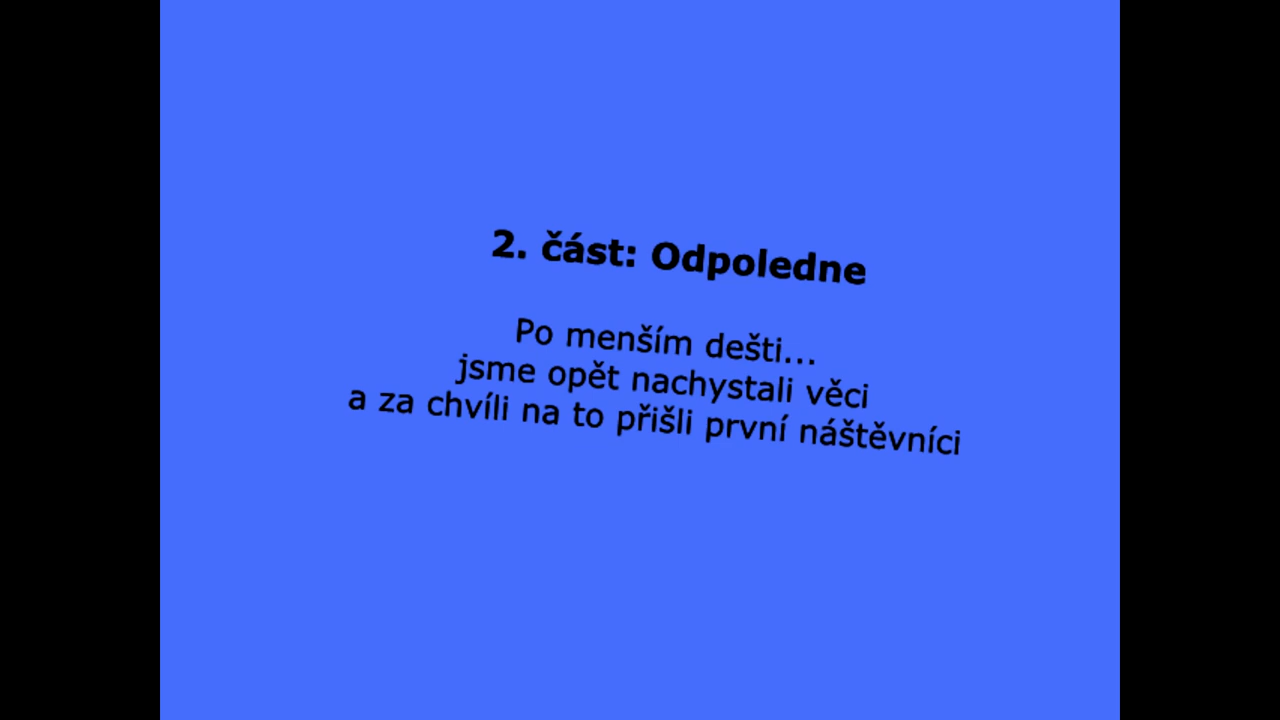 2. část: Odpoledne
Po menším dešti...
jsme opět nachystali věci
a za chvíli na to přišli první náštěvníci